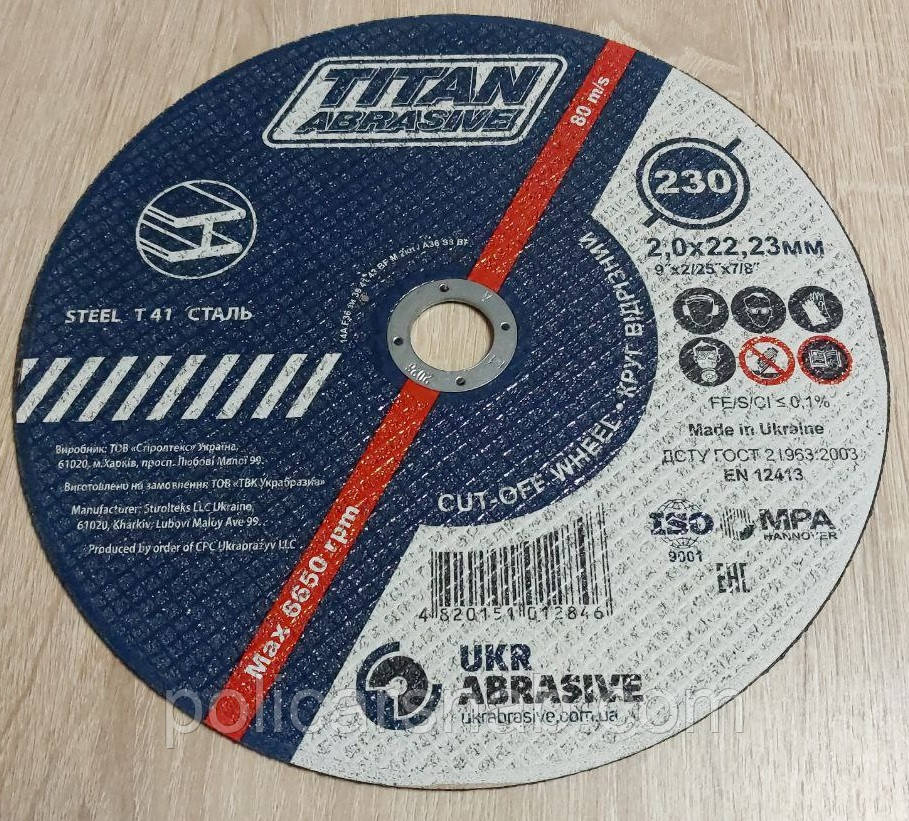 TITAN
ABRASIVE
80 m/s
230
2,0x22,23мм
9"x2/25"x7/8"
STEEL T 41 СТАЛЬ
FE/S/Cl ≤ 0,1%
Made in Ukraine
ДСТУ ГОСТ 21963:2003
EN 12413
ISO
9001
MPA
HANNOVER
EAC
Виробник: ТОВ «Стіролтекс» Україна,
61020, м.Харків, просп. Любові Малої 99.
Виготовлено на замовлення: ТОВ «ТВК Украбразив»
Manufacturer: Stirolteks LLC Ukraine,
61020, Kharkiv, Lubovi Maloy Ave 99.
Produced by order of CPC Ukraprazyv LLC
CUT-OFF WHEEL • КРУГ ВІДРІЗНИЙ
Max 6650 rpm
4 820151 012846
UKR
ABRASIVE
ukrabrasive.com.ua